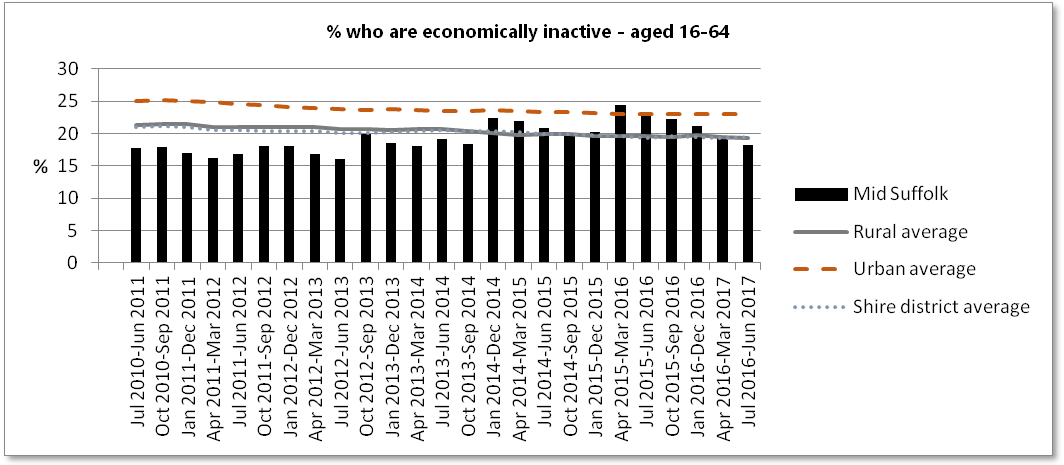 % who are economically inactive - aged 16-64
30
25
20
15
10
5
0
%
Jul 2010-Jun 2011
Oct 2010-Sep 2011
Jan 2011-Dec 2011
Apr 2011-Mar 2012
Jul 2011-Jun 2012
Oct 2011-Sep 2012
Jan 2012-Dec 2012
Apr 2012-Mar 2013
Jul 2012-Jun 2013
Oct 2012-Sep 2013
Jan 2013-Dec 2013
Apr 2013-Mar 2014
Jul 2013-Jun 2014
Oct 2013-Sep 2014
Jan 2014-Dec 2014
Apr 2014-Mar 2015
Jul 2014-Jun 2015
Oct 2014-Sep 2015
Jan 2015-Dec 2015
Apr 2015-Mar 2016
Jul 2015-Jun 2016
Oct 2015-Sep 2016
Jan 2016-Dec 2016
Apr 2016-Mar 2017
Jul 2016-Jun 2017
Mid Suffolk
Rural average
Urban average
Shire district average